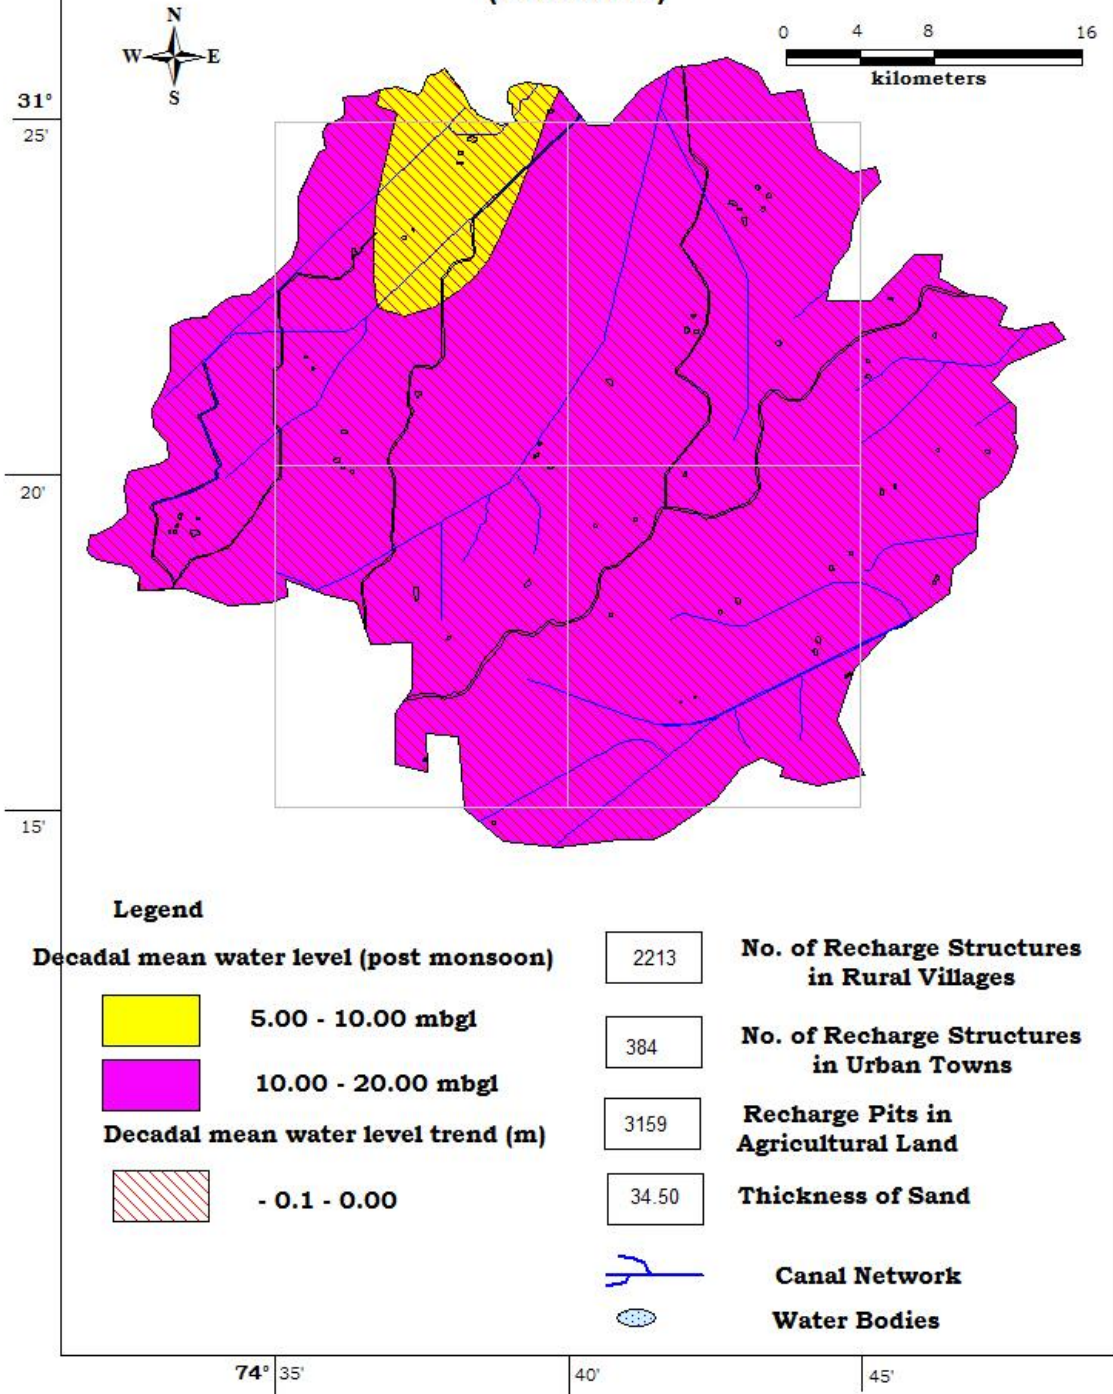 N
W E
S
0 4 8 16
kilometers
31°
25'
20'
15'
Legend
Decadal mean water level (post monsoon)
5.00 - 10.00 mbgl
10.00 - 20.00 mbgl
Decadal mean water level trend (m)
- 0.1 - 0.00
2213 No. of Recharge Structures
in Rural Villages
384 No. of Recharge Structures
in Urban Towns
3159 Recharge Pits in
Agricultural Land
34.50 Thickness of Sand
Canal Network
Water Bodies
74° 35' 40' 45'